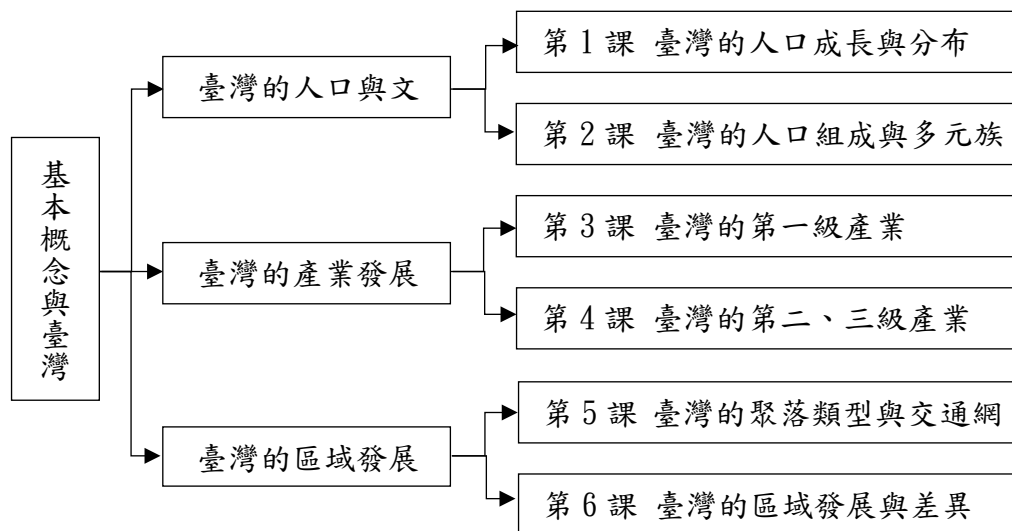 基本概念與臺灣
臺灣的人口與文
第1課 臺灣的人口成長與分布
第2課 臺灣的人口組成與多元族
臺灣的產業發展
第3課 臺灣的第一級產業
第4課 臺灣的第二、三級產業
臺灣的區域發展
第5課 臺灣的聚落類型與交通網
第6課 臺灣的區域發展與差異